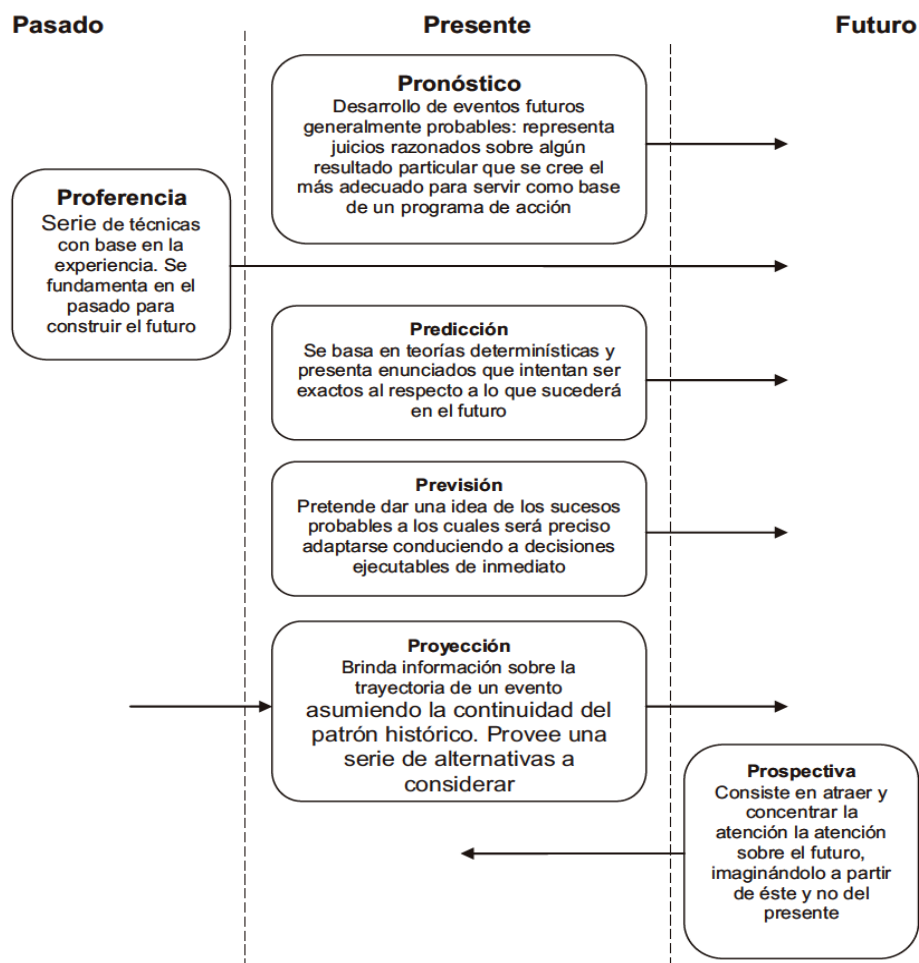 Pasado
Presente
Futuro
Pronóstico
Desarrollo de eventos futuros
generalmente probables: representa
juicios razonados sobre algún
resultado particular que se cree el
más adecuado para servir como base
de un programa de acción
Proferencia
Serie de técnicas
con base en la
experiencia. Se
fundamenta en el
pasado para
construir el futuro
Predicción
Se basa en teorías determinísticas y
presenta enunciados que intentan ser
exactos al respecto a lo que sucederá
en el futuro
Previsión
Pretende dar una idea de los sucesos
probables a los cuales será preciso
adaptarse conduciendo a decisiones
ejecutables de inmediato
Proyección
Brinda información sobre la
trayectoria de un evento
asumiendo la continuidad del
patrón histórico. Provee una
serie de alternativas a
considerar
Prospectiva
Consiste en atraer y
concentrar la
atención la atención
sobre el futuro,
imaginándolo a partir
de éste y no del
presente